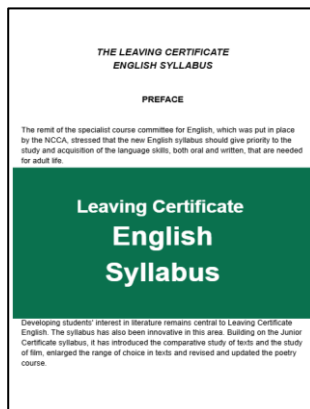 THE LEAVING CERTIFICATE
ENGLISH SYLLABUS
PREFACE
The remit of the specialist course committee for English, which was put in place
by the NCCA, stressed that the new English syllabus should give priority to the
study and acquisition of the language skills, both oral and written, that are needed
for adult life.
Leaving Certificate
English
Syllabus
Developing students' interest in literature remains central to Leaving Certificate
English. The syllabus has also been innovative in this area. Building on the Junior
Certificate syllabus, it has introduced the comparative study of texts and the study
of film, enlarged the range of choice in texts and revised and updated the poetry
course.